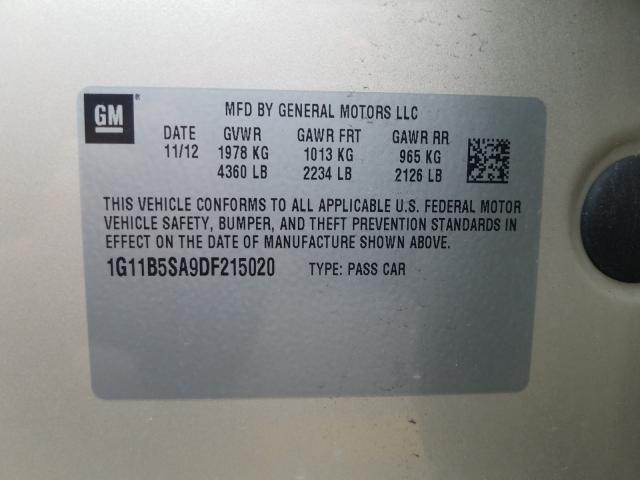 GM
MFD BY GENERAL MOTORS LLC
DATE GVWR GAWR FRT GAWR RR
11/12 1978 KG 1013 KG 965 KG
4360 LB 2234 LB 2126 LB
THIS VEHICLE CONFORMS TO ALL APPLICABLE U.S. FEDERAL MOTOR
VEHICLE SAFETY, BUMPER, AND THEFT PREVENTION STANDARDS IN
EFFECT ON THE DATE OF MANUFACTURE SHOWN ABOVE.
1G11B5SA9DF215020 TYPE: PASS CAR